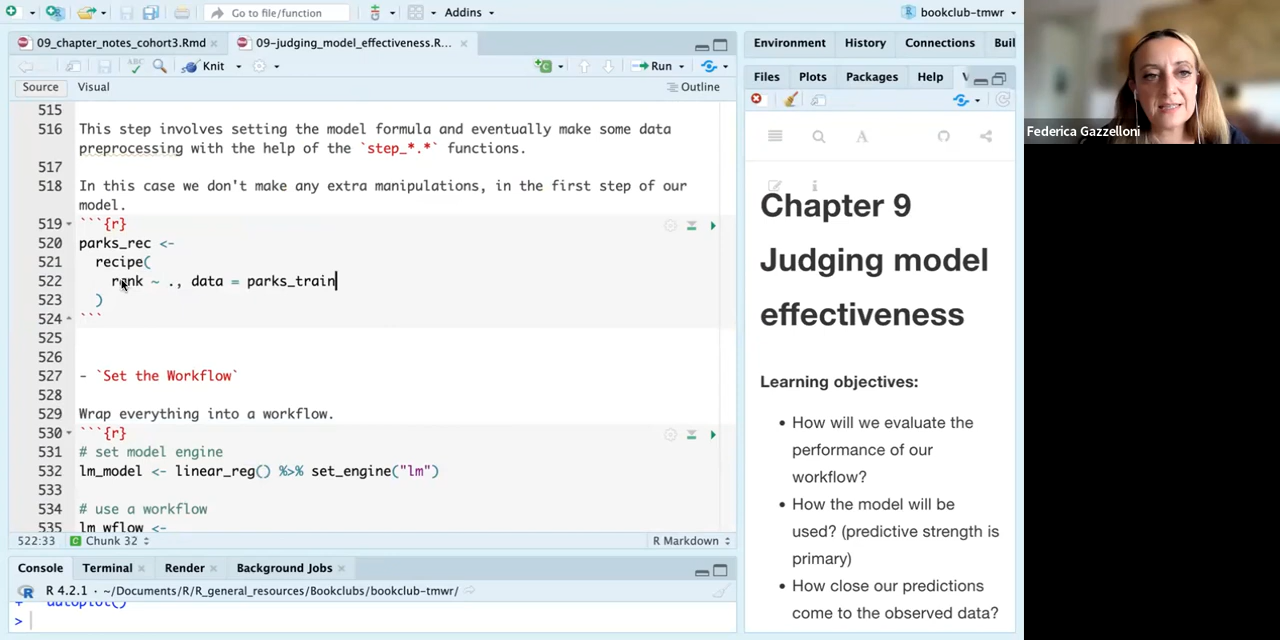 Go to file/function
Addins
bookclub-tmwr
09_chapter_notes_cohort3.Rmd
09-judging_model_effectiveness.R...
Environment
History
Connections
Buil
ABC
Knit
Run
Files
Plots
Packages
Help
V
Source
Visual
Outline
515
516 This step involves setting the model formula and eventually make some data
preprocessing with the help of the `step_*.*` functions.
517
518 In this case we don't make any extra manipulations, in the first step of our
model.
519 ```{r}
520 parks_rec <-
521 recipe(
522 rank ~ ., data = parks_train
523 )
524 ```
525
526
527 - `Set the Workflow`
528
529 Wrap everything into a workflow.
530 ```{r}
531 # set model engine
532 lm_model <- linear_reg() %>% set_engine("lm")
533
534 # use a workflow
535 lm_wflow <-
522:33
Chunk 32
R Markdown
Console
Terminal
Render
Background Jobs
R 4.2.1 · ~/Documents/R/R_general_resources/Bookclubs/bookclub-tmwr/
+ autoplot()
>
A
Chapter 9
Judging model
effectiveness
Learning objectives:
• How will we evaluate the
performance of our
workflow?
• How the model will be
used? (predictive strength is
primary)
• How close our predictions
come to the observed data?
Federica Gazzelloni